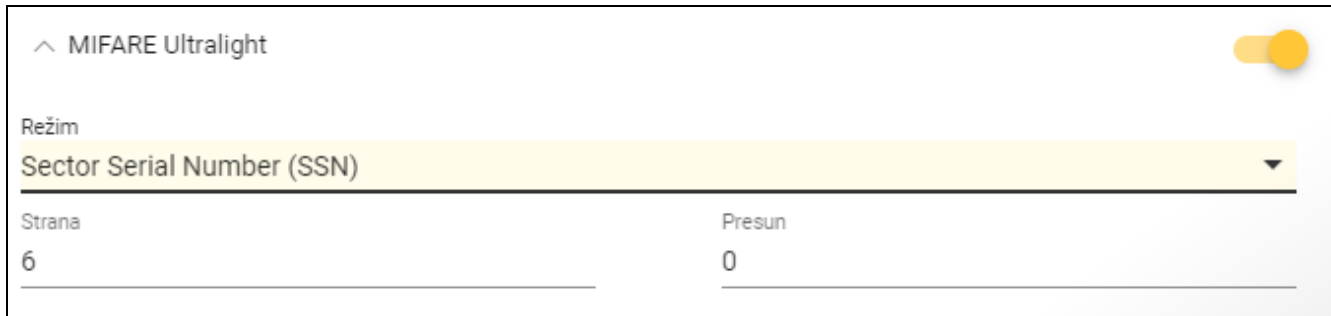 MIFARE Ultralight
Režim
Sector Serial Number (SSN)
Strana
Presun
6
0